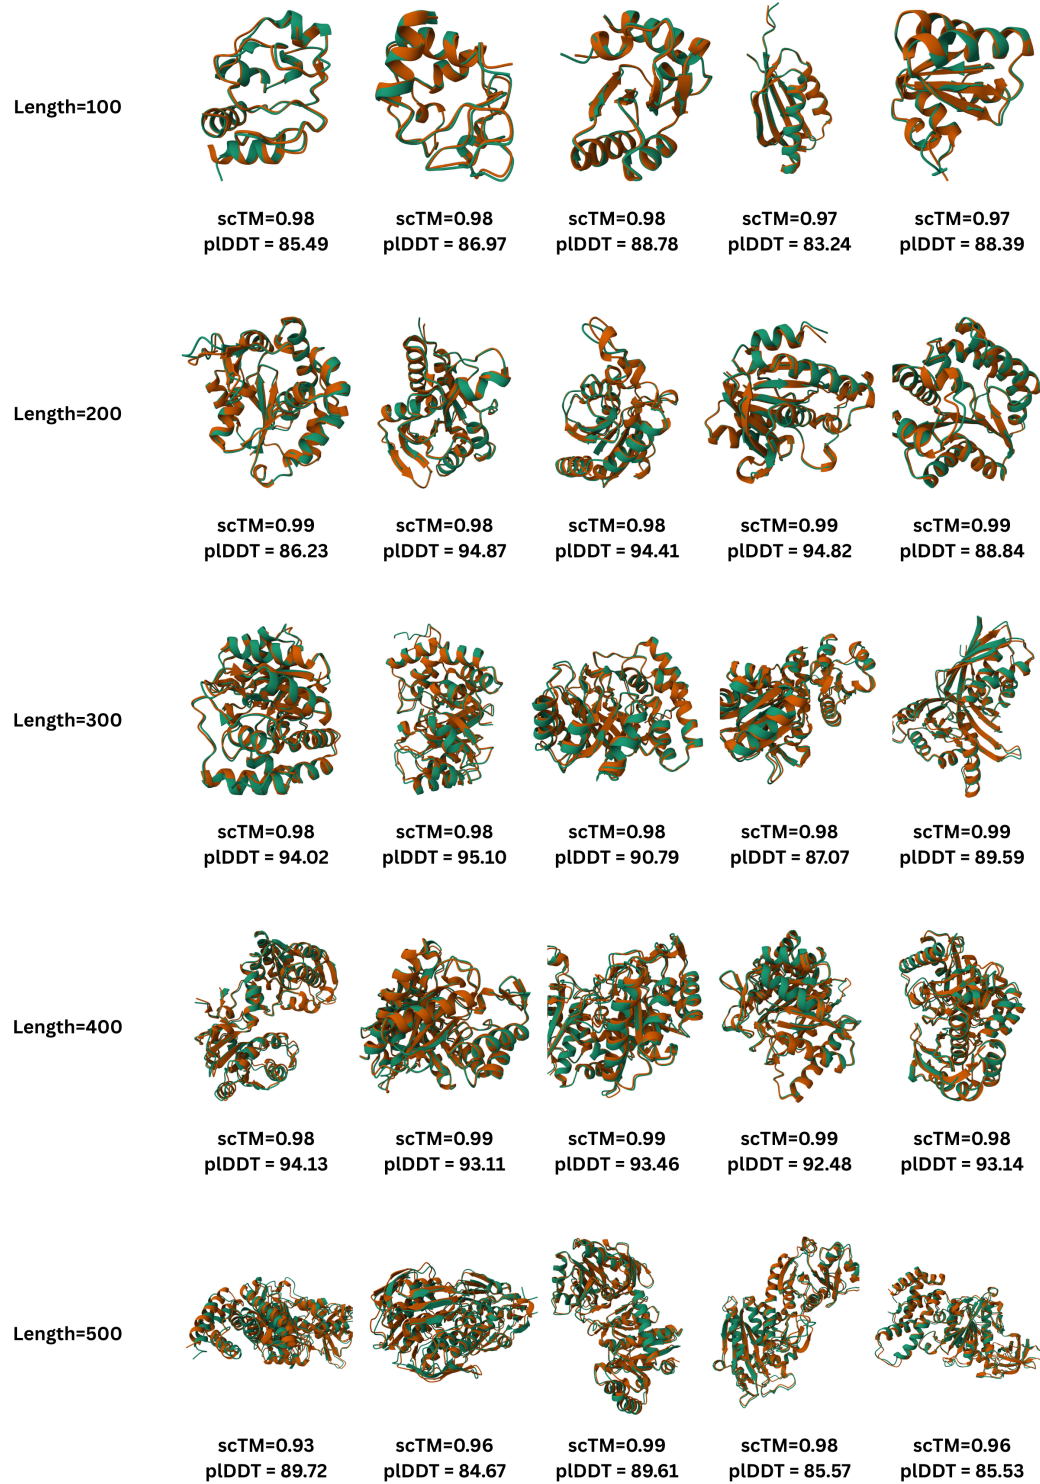 Length=100
scTM=0.98
plDDT = 85.49
scTM=0.98
plDDT = 86.97
scTM=0.98
plDDT = 88.78
scTM=0.97
plDDT = 83.24
scTM=0.97
plDDT = 88.39
Length=200
scTM=0.99
plDDT = 86.23
scTM=0.98
plDDT = 94.87
scTM=0.98
plDDT = 94.41
scTM=0.99
plDDT = 94.82
scTM=0.99
plDDT = 88.84
Length=300
scTM=0.98
plDDT = 94.02
scTM=0.98
plDDT = 95.10
scTM=0.98
plDDT = 90.79
scTM=0.98
plDDT = 87.07
scTM=0.99
plDDT = 89.59
Length=400
scTM=0.98
plDDT = 94.13
scTM=0.99
plDDT = 93.11
scTM=0.99
plDDT = 93.46
scTM=0.99
plDDT = 92.48
scTM=0.98
plDDT = 93.14
Length=500
scTM=0.93
plDDT = 89.72
scTM=0.96
plDDT = 84.67
scTM=0.99
plDDT = 89.61
scTM=0.98
plDDT = 85.57
scTM=0.96
plDDT = 85.53